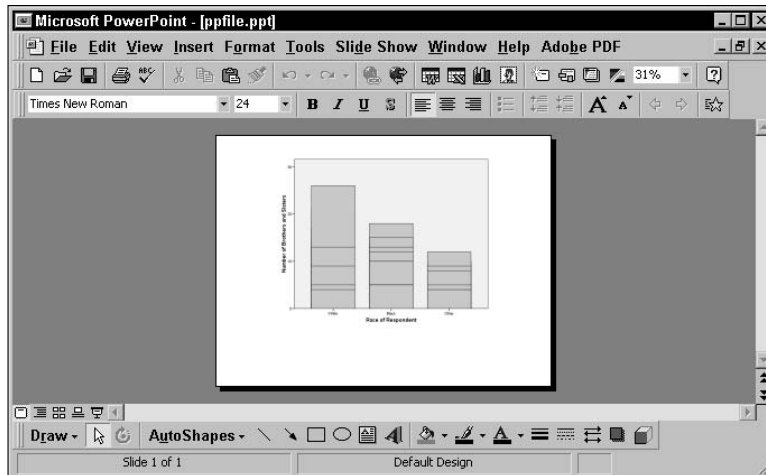 Microsoft PowerPoint - [ppfile.ppt]
File Edit View Insert Format Tools Slide Show Window Help Adobe PDF
ABC 31%
Times New Roman 24 B I U S A A
Number of Brothers and Sisters
Race of Respondent
Draw AutoShapes A A
Slide 1 of 1 Default Design